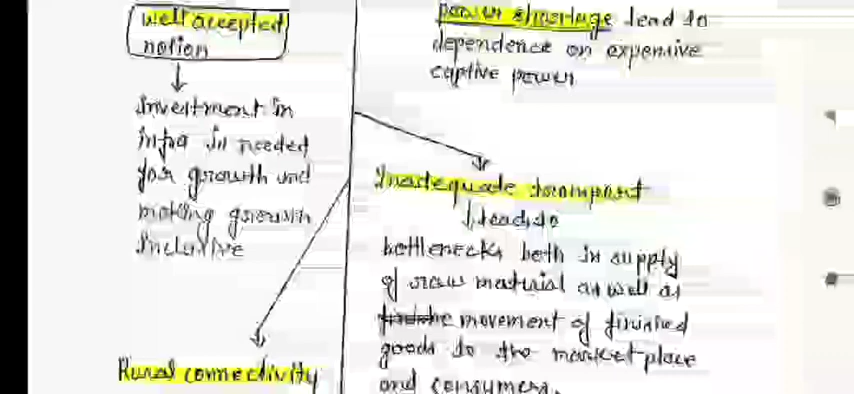 well accepted
notion
Investment in
infra is needed
for growth and
making growth
inclusive
Rural connectivity
power shortage lead to
dependence on expensive
captive power
Inadequate transport
leads to
bottlenecks both in supply
of raw material as well as
movement of finished
goods to the market place
and consumers.